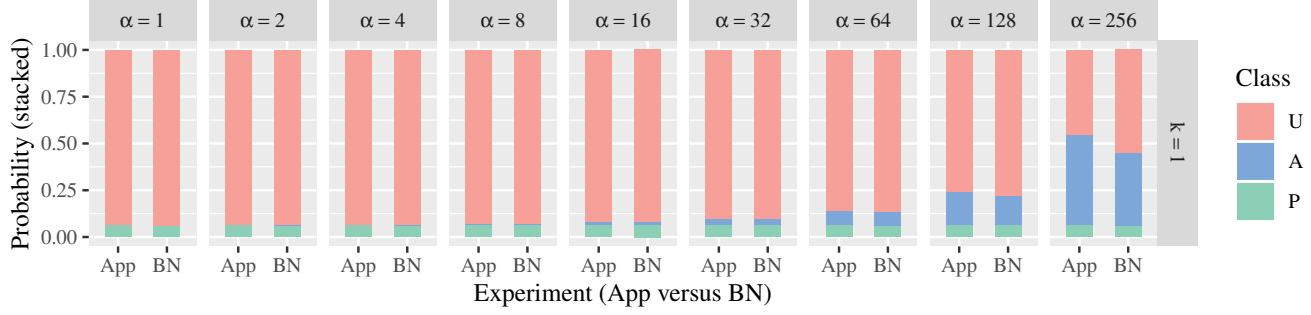 α = 1 α = 2 α = 4 α = 8 α = 16 α = 32 α = 64 α = 128 α = 256
Probability (stacked)
1.00
0.75
0.50
0.25
0.00
k = 1
App BN App BN App BN App BN App BN App BN App BN App BN App BN
Experiment (App versus BN)
Class
U
A
P